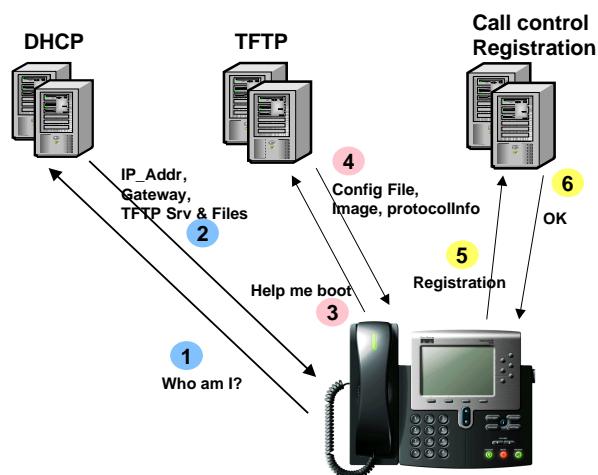 DHCP
TFTP
Call control
Registration
IP_Addr,
Gateway,
TFTP Srv & Files
2
4
Config File,
Image, protocolInfo
6
OK
5
Registration
Help me boot
3
1
Who am I?